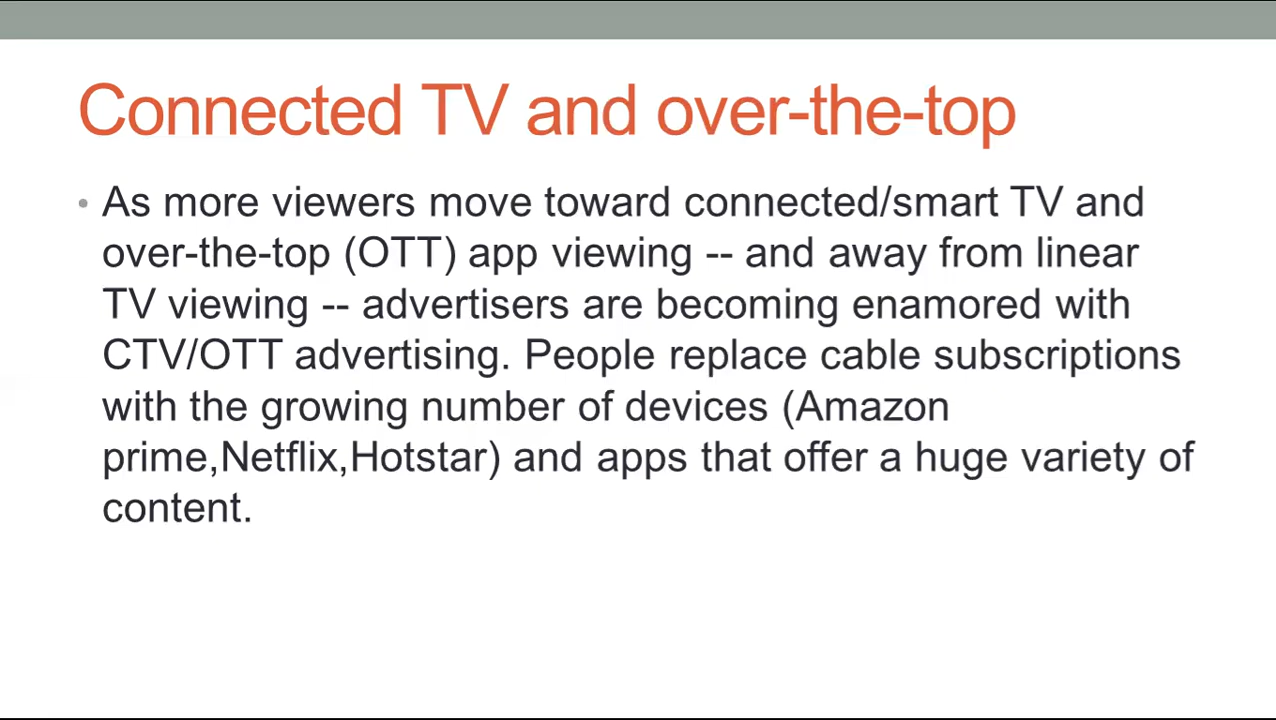 Connected TV and over-the-top
• As more viewers move toward connected/smart TV and
over-the-top (OTT) app viewing -- and away from linear
TV viewing -- advertisers are becoming enamored with
CTV/OTT advertising. People replace cable subscriptions
with the growing number of devices (Amazon
prime,Netflix,Hotstar) and apps that offer a huge variety of
content.